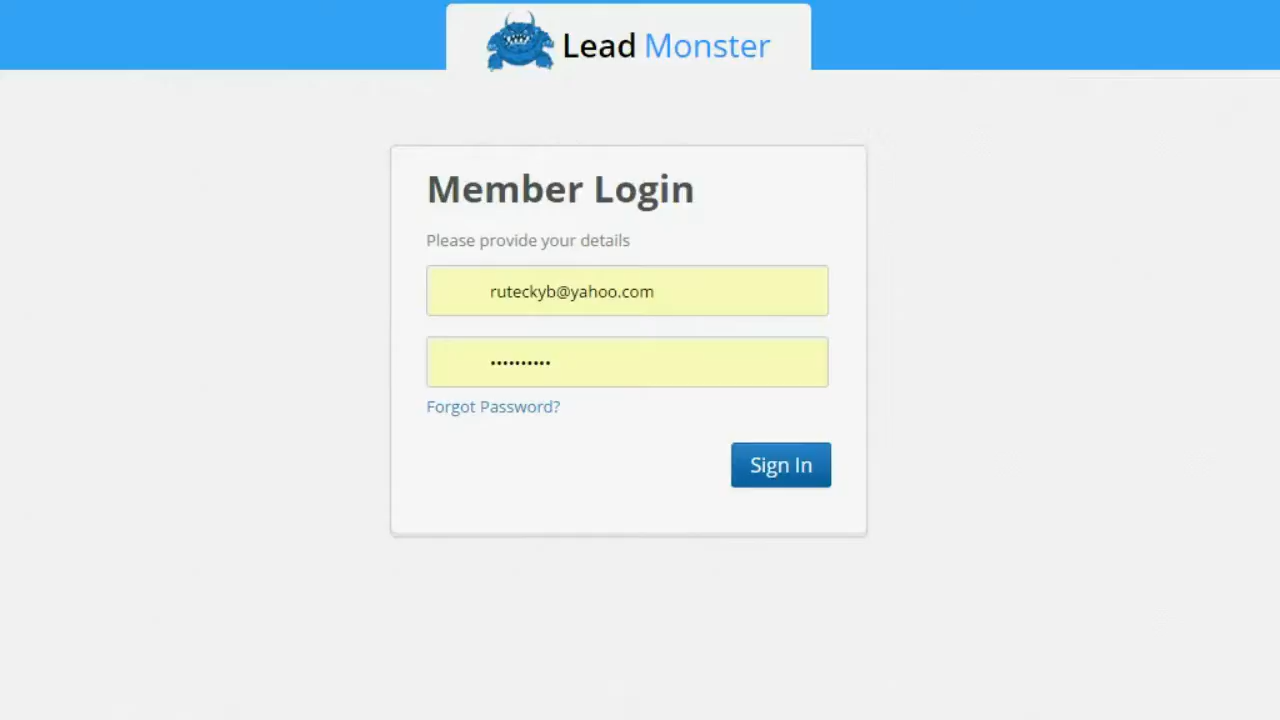 Lead Monster
Member Login
Please provide your details
ruteckyb@yahoo.com
••••••••••
Forgot Password?
Sign In